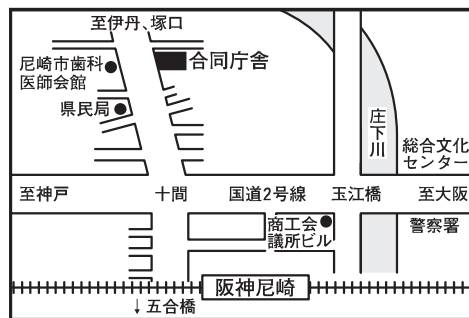 至伊丹、塚口
尼崎市歯科
医師会館
合同庁舎
県民局
庄下川
総合文化
センター
至神戸
十間
国道2号線
玉江橋
至大阪
商工会
議所ビル
警察署
阪神尼崎
↓五合橋